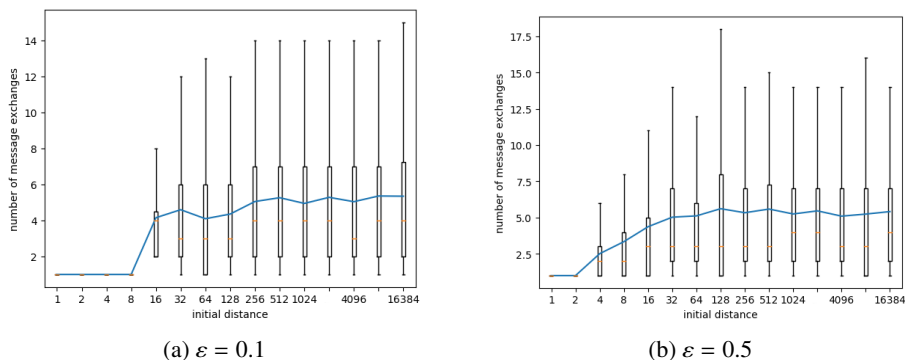 14
12
10
8
6
4
2
number of message exchanges
1 2 4 8 16 32 64 128 256 512 1024 4096 16384
initial distance
(a) ε = 0.1
17.5
15.0
12.5
10.0
7.5
5.0
2.5
number of message exchanges
1 2 4 8 16 32 64 128 256 512 1024 4096 16384
initial distance
(b) ε = 0.5